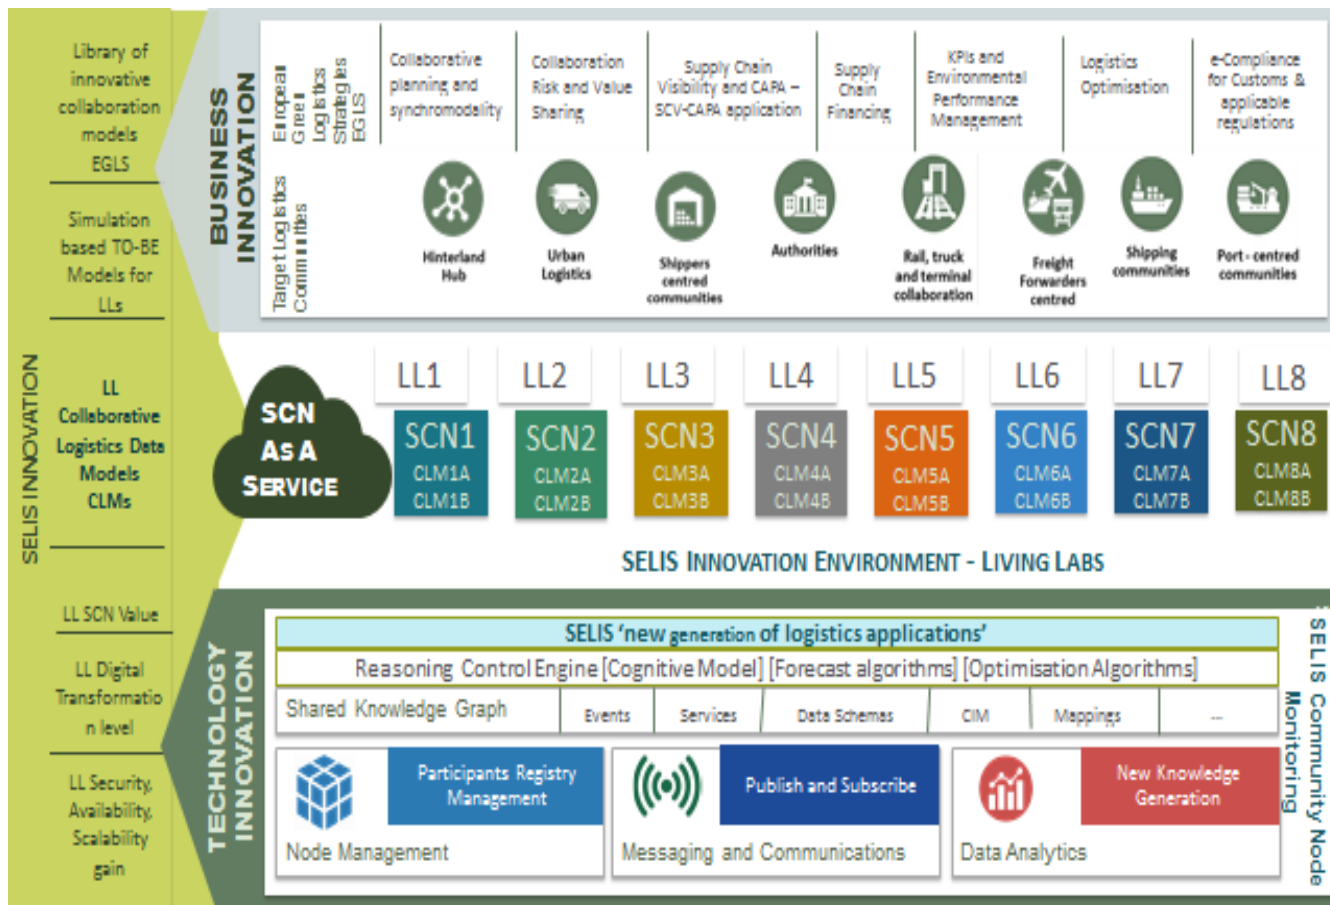 SELIS INNOVATION
Library of
innovative
collaboration
models
EGLS
Simulation
based TO-BE
Models for
LLs
LL
Collaborative
Logistics Data
Models
CLMs
LL SCN Value
LL Digital
Transformatio
n level
LL Security,
Availability,
Scalability
gain
BUSINESS
INNOVATION
European
Green
Logistics
Strategies
EGLS
Collaborative
planning and
synchromodality
Collaboration
Risk and Value
Sharing
Supply Chain
Visibility and CAPA –
SCV-CAPA application
Supply
Chain
Financing
KPIs and
Environmental
Performance
Management
Logistics
Optimisation
e-Compliance
for Customs &
applicable
regulations
Target Logistics
Communities
Hinterland
Hub
Urban
Logistics
Shippers
centred
communities
Authorities
Rail, truck
and terminal
collaboration
Freight
Forwarders
centred
Shipping
communities
Port - centred
communities
SCN
AS A
SERVICE
LL1
LL2
LL3
LL4
LL5
LL6
LL7
LL8
SCN1
CLM1A
CLM1B
SCN2
CLM2A
CLM2B
SCN3
CLM3A
CLM3B
SCN4
CLM4A
CLM4B
SCN5
CLM5A
CLM5B
SCN6
CLM6A
CLM6B
SCN7
CLM7A
CLM7B
SCN8
CLM8A
CLM8B
SELIS INNOVATION ENVIRONMENT - LIVING LABS
TECHNOLOGY
INNOVATION
SELIS ‘new generation of logistics applications’
Reasoning Control Engine [Cognitive Model] [Forecast algorithms] [Optimisation Algorithms]
Shared Knowledge Graph
Events
Services
Data Schemas
CIM
Mappings
...
Participants Registry
Management
Node Management
Publish and Subscribe
Messaging and Communications
New Knowledge
Generation
Data Analytics
SELIS Community Node
Monitoring